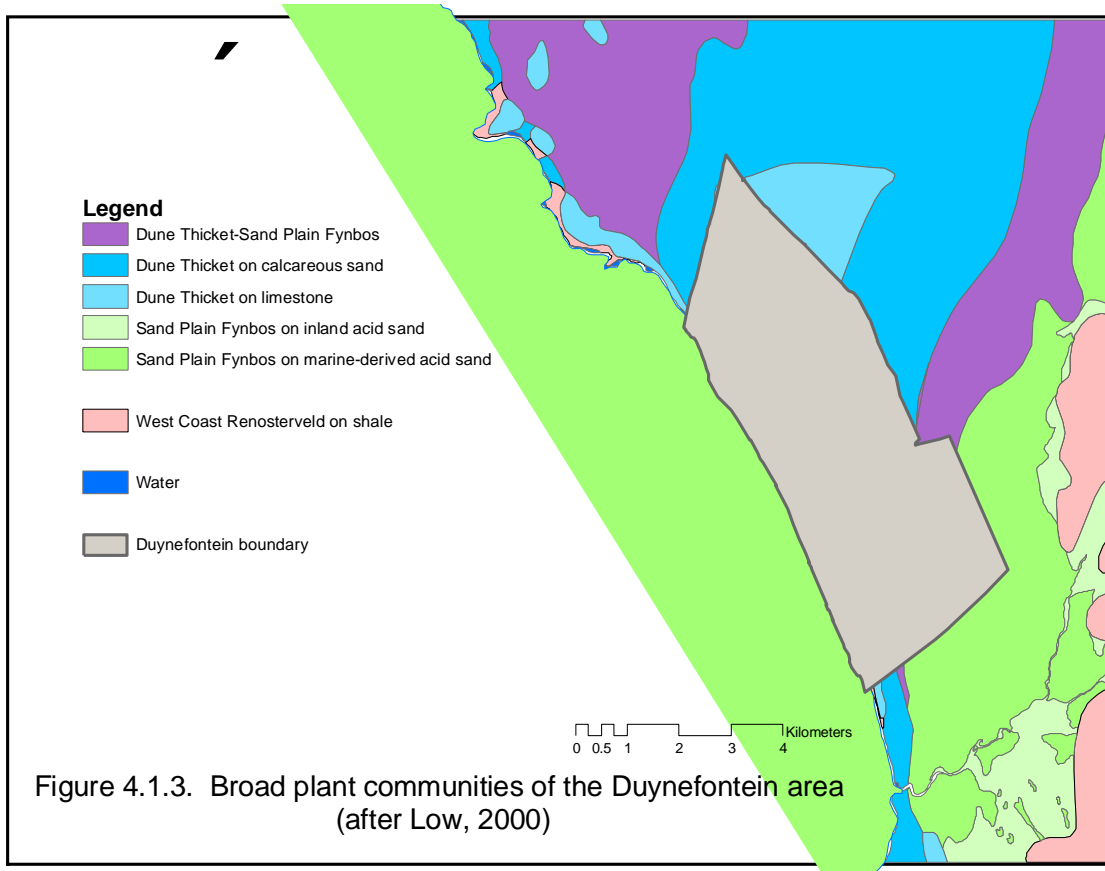 Legend
Dune Thicket-Sand Plain Fynbos
Dune Thicket on calcareous sand
Dune Thicket on limestone
Sand Plain Fynbos on inland acid sand
Sand Plain Fynbos on marine-derived acid sand
West Coast Renosterveld on shale
Water
Duynefontein boundary
Kilometers
0 0.5 1 2 3 4
Figure 4.1.3. Broad plant communities of the Duynefontein area
(after Low, 2000)